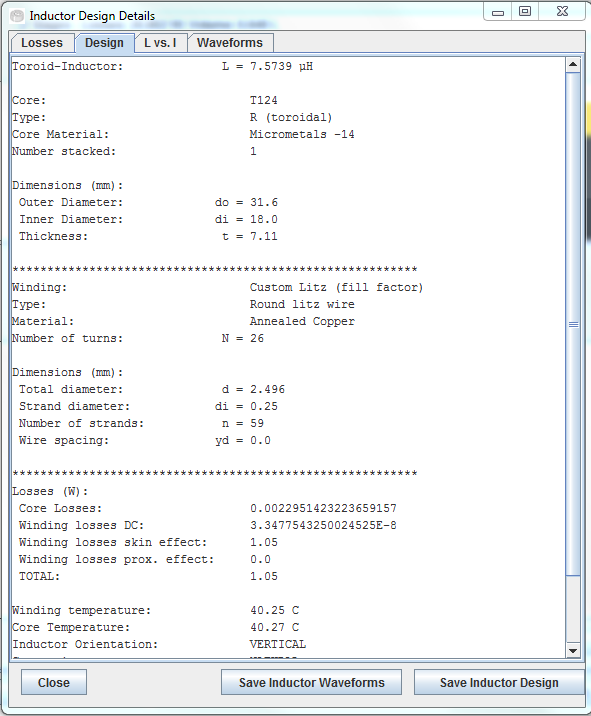 Inductor Design Details
Losses Design L vs. I Waveforms
Toroid-Inductor: L = 7.5739 µH
Core: T124
Type: R (toroidal)
Core Material: Micrometals -14
Number stacked: 1
Dimensions (mm):
Outer Diameter: do = 31.6
Inner Diameter: di = 18.0
Thickness: t = 7.11
**********************************************************
Winding: Custom Litz (fill factor)
Type: Round litz wire
Material: Annealed Copper
Number of turns: N = 26
Dimensions (mm):
Total diameter: d = 2.496
Strand diameter: di = 0.25
Number of strands: n = 59
Wire spacing: yd = 0.0
**********************************************************
Losses (W):
Core Losses: 0.0022951423223659157
Winding losses DC: 3.3477543250024525E-8
Winding losses skin effect: 1.05
Winding losses prox. effect: 0.0
TOTAL: 1.05
Winding temperature: 40.25 C
Core Temperature: 40.27 C
Inductor Orientation: VERTICAL
Close Save Inductor Waveforms Save Inductor Design